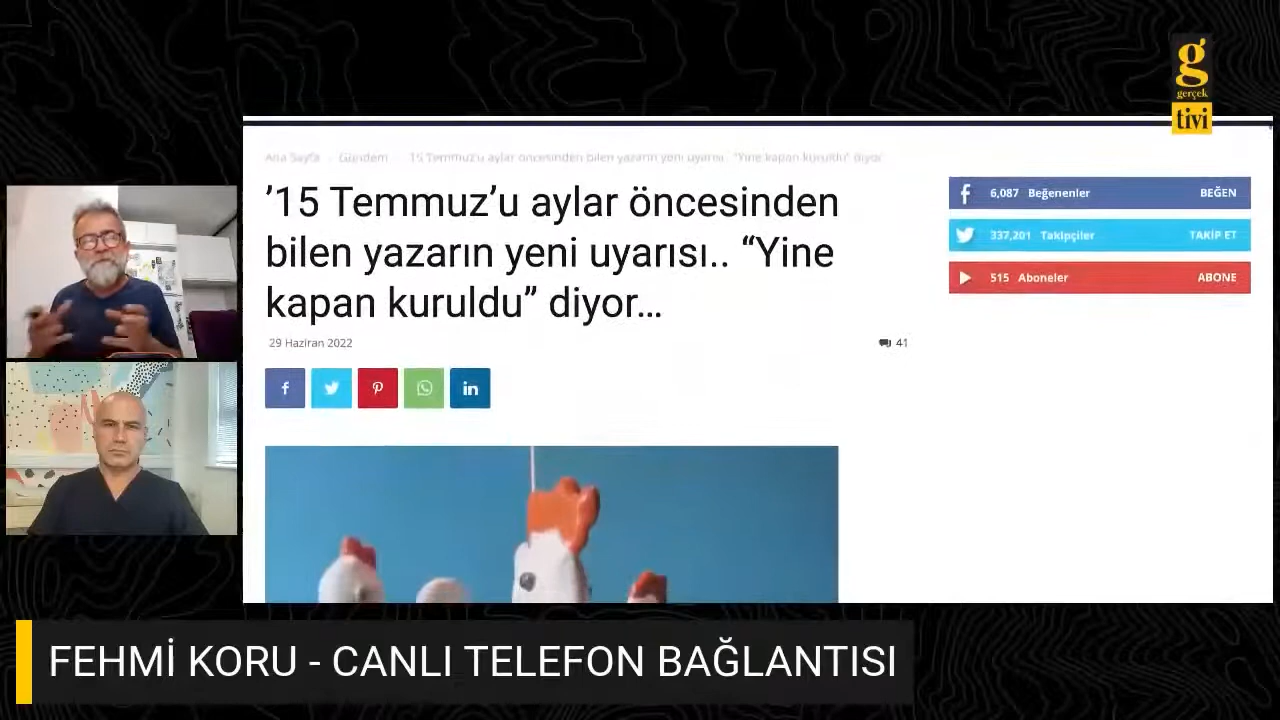 g
gerçek
tivi
Ana Sayfa Gündem 15 Temmuz'u aylar öncesinden bilen yazarın yeni uyarısı.. "Yine kapan kuruldu" diyor
’15 Temmuz’u aylar öncesinden
bilen yazarın yeni uyarısı.. “Yine
kapan kuruldu” diyor...
29 Haziran 2022
41
6,087 Beğenenler BEĞEN
337,201 Takipçiler TAKİP ET
515 Aboneler ABONE
FEHMİ KORU - CANLI TELEFON BAĞLANTISI